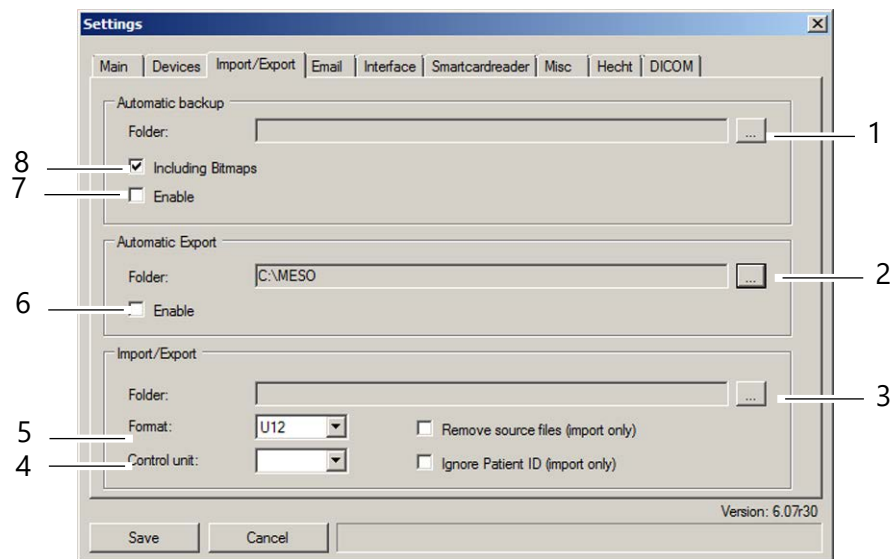 Settings
Main Devices Import/Export Email Interface Smartcardreader Misc Hecht DICOM
Automatic backup
Folder: ... 1
8 Including Bitmaps
7 Enable
Automatic Export
Folder: C:\MESO ... 2
6 Enable
Import/Export
Folder: ... 3
5 Format: U12 Remove source files (import only)
4 Control unit: Ignore Patient ID (import only)
Version: 6.07r30
Save Cancel